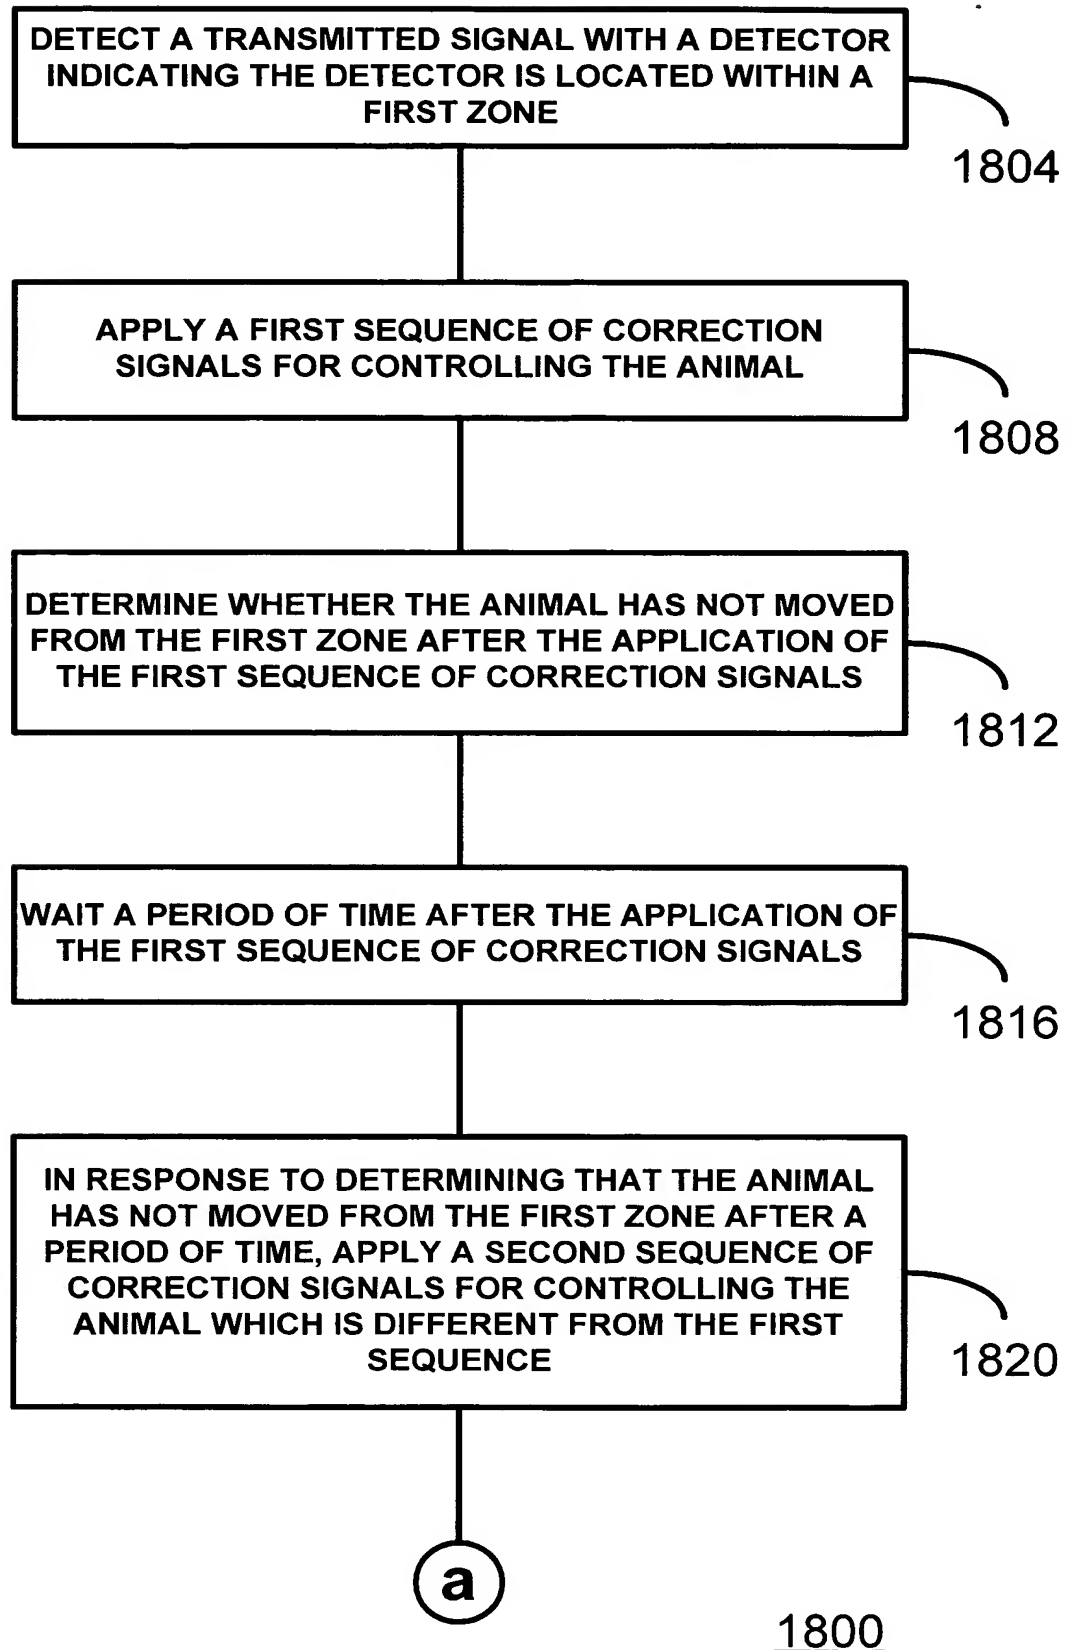 DETECT A TRANSMITTED SIGNAL WITH A DETECTOR
INDICATING THE DETECTOR IS LOCATED WITHIN A
FIRST ZONE
1804
APPLY A FIRST SEQUENCE OF CORRECTION
SIGNALS FOR CONTROLLING THE ANIMAL
1808
DETERMINE WHETHER THE ANIMAL HAS NOT MOVED
FROM THE FIRST ZONE AFTER THE APPLICATION OF
THE FIRST SEQUENCE OF CORRECTION SIGNALS
1812
WAIT A PERIOD OF TIME AFTER THE APPLICATION OF
THE FIRST SEQUENCE OF CORRECTION SIGNALS
1816
IN RESPONSE TO DETERMINING THAT THE ANIMAL
HAS NOT MOVED FROM THE FIRST ZONE AFTER A
PERIOD OF TIME, APPLY A SECOND SEQUENCE OF
CORRECTION SIGNALS FOR CONTROLLING THE
ANIMAL WHICH IS DIFFERENT FROM THE FIRST
SEQUENCE
1820
a
1800